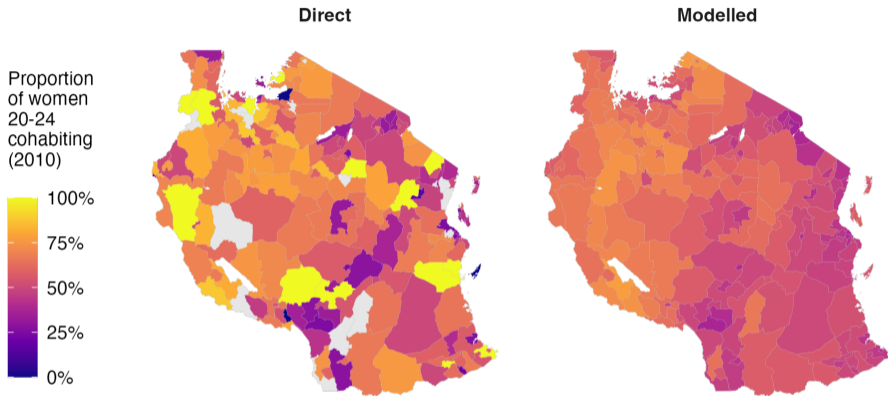 Direct
Modelled
Proportion
of women
20-24
cohabiting
(2010)
100%
75%
50%
25%
0%